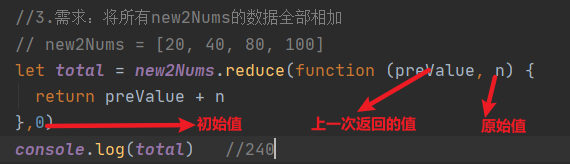 //3.需求：将所有new2Nums的数据全部相加
// new2Nums = [20, 40, 80, 100]
let total = new2Nums.reduce(function (preValue, n) {
return preValue + n
},0)
初始值
上一次返回的值
原始值
console.log(total) //240